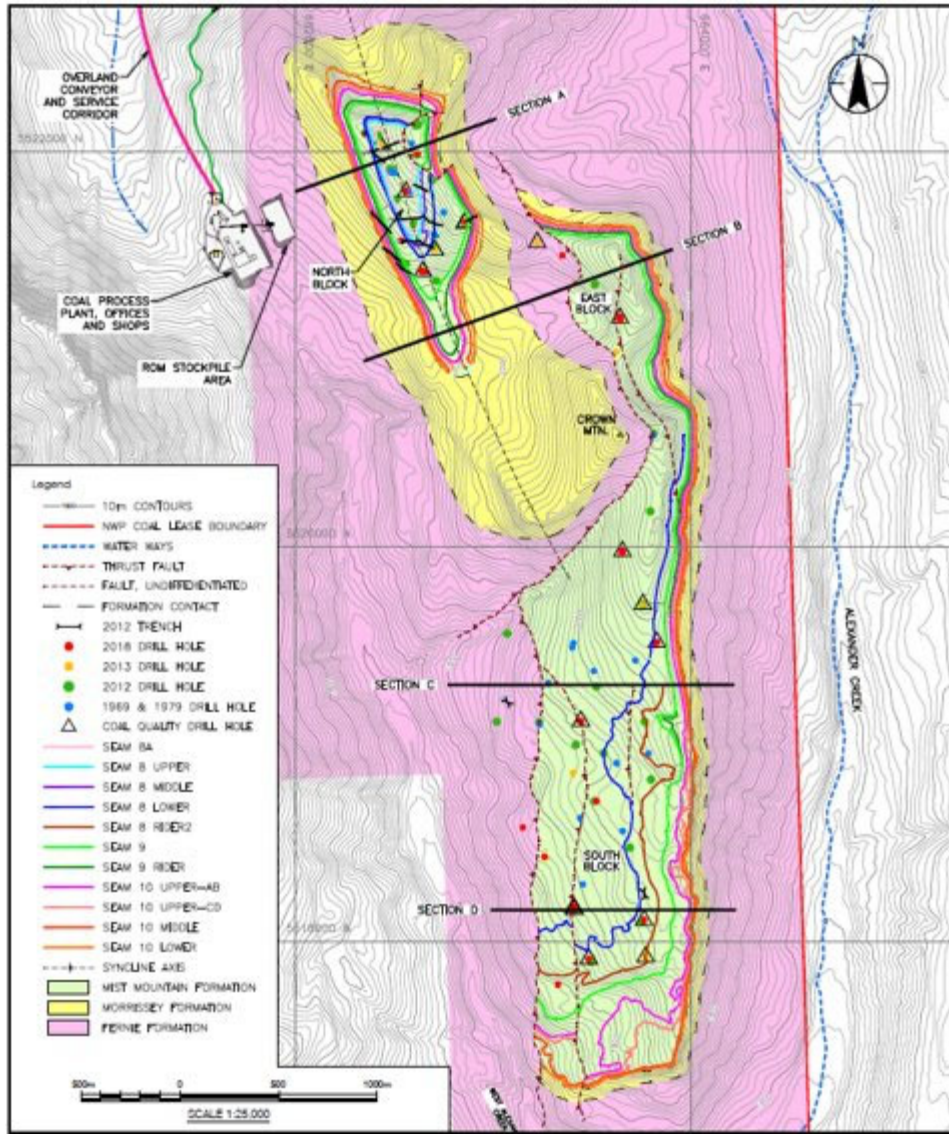 OVERLAND
CONVEYOR
AND SERVICE
CORRIDOR
SECTION A
N
SECTION B
NORTH
BLOCK
EAST
BLOCK
COAL PROCESS
PLANT, OFFICES
AND SHOPS
ROM STOCKPILE
AREA
CROWN
MTN.
ALEXANDER CREEK
SECTION C
SOUTH
BLOCK
SECTION D
Legend
10m CONTOURS
NWP COAL LEASE BOUNDARY
WATER WAYS
THRUST FAULT
FAULT, UNDIFFERENTIATED
FORMATION CONTACT
2012 TRENCH
2018 DRILL HOLE
2013 DRILL HOLE
2012 DRILL HOLE
1969 & 1979 DRILL HOLE
COAL QUALITY DRILL HOLE
SEAM 8A
SEAM 8 UPPER
SEAM 8 MIDDLE
SEAM 8 LOWER
SEAM 8 RIDER2
SEAM 9
SEAM 9 RIDER
SEAM 10 UPPER-AB
SEAM 10 UPPER-CD
SEAM 10 MIDDLE
SEAM 10 LOWER
SYNCLINE AXIS
MIST MOUNTAIN FORMATION
MORRISSEY FORMATION
FERNIE FORMATION
500m 0 500 1000m
SCALE 1:25,000